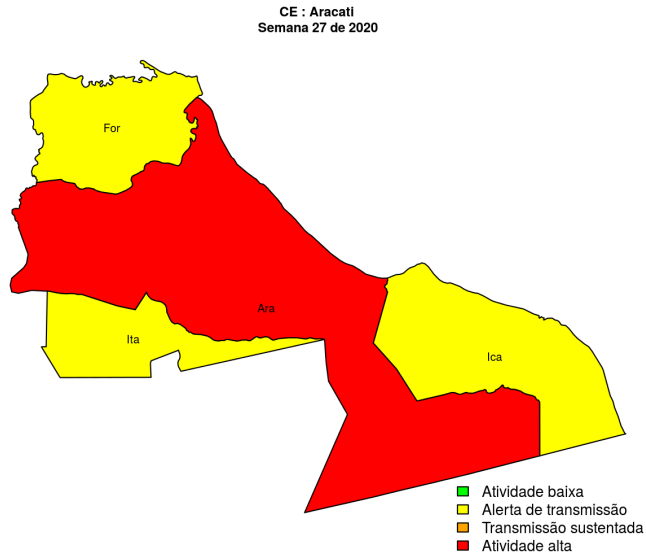 CE : Aracati
Semana 27 de 2020
For
Ara
Ita
Ica
Atividade baixa
Alerta de transmissão
Transmissão sustentada
Atividade alta